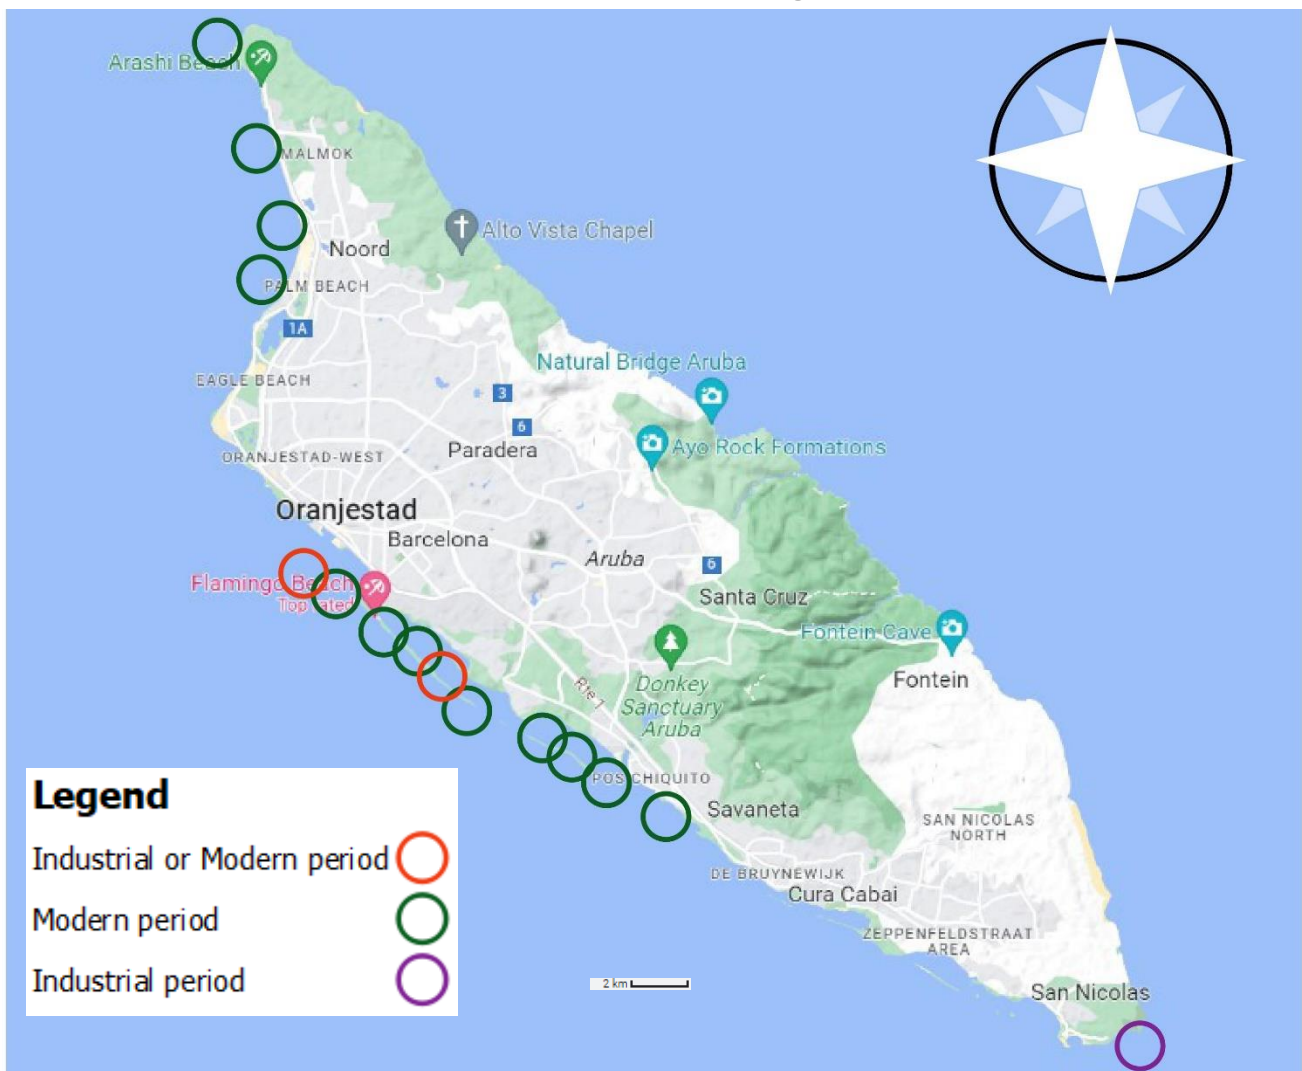 Arashi Beach
MALMOK
Alto Vista Chapel
Noord
PALM BEACH
1A
Natural Bridge Aruba
EAGLE BEACH
3
6
Ayo Rock Formations
Paradera
ORANJESTAD-WEST
Oranjestad
Barcelona
Aruba
6
Flamingo Beach
Top rated
Santa Cruz
Fontein Cave
Fontein
Donkey
Sanctuary
Aruba
Rte 1
POS CHIQUITO
Savaneta
SAN NICOLAS
NORTH
DE BRUYNEWIJK
Cura Cabai
ZEPPENFELDSTRAAT
AREA
San Nicolas
2 km
Legend
Industrial or Modern period
Modern period
Industrial period